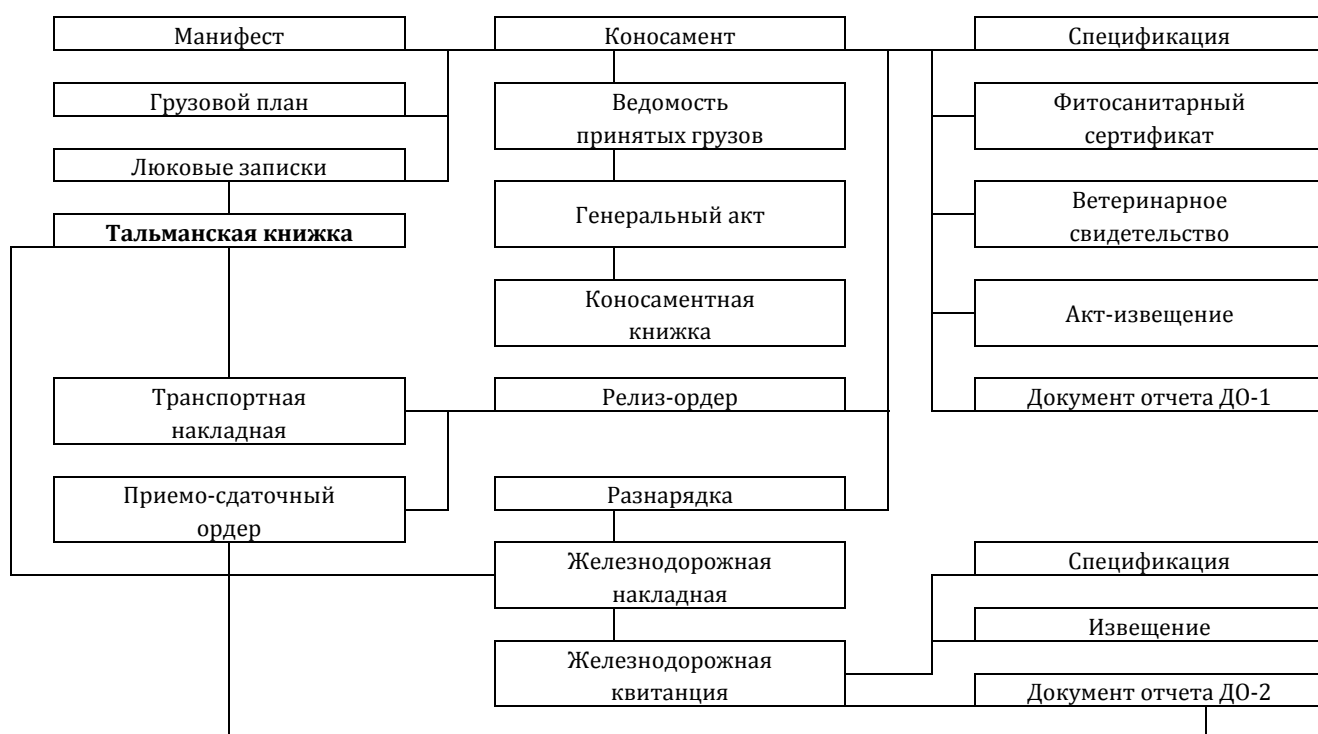 Манифест
Коносамент
Спецификация
Грузовой план
Ведомость
принятых грузов
Фитосанитарный
сертификат
Люковые записки
Тальманская книжка
Генеральный акт
Ветеринарное
свидетельство
Коносаментная
книжка
Акт-извещение
Транспортная
накладная
Релиз-ордер
Документ отчета ДО-1
Приемо-сдаточный
ордер
Разнарядка
Железнодорожная
накладная
Спецификация
Извещение
Железнодорожная
квитанция
Документ отчета ДО-2